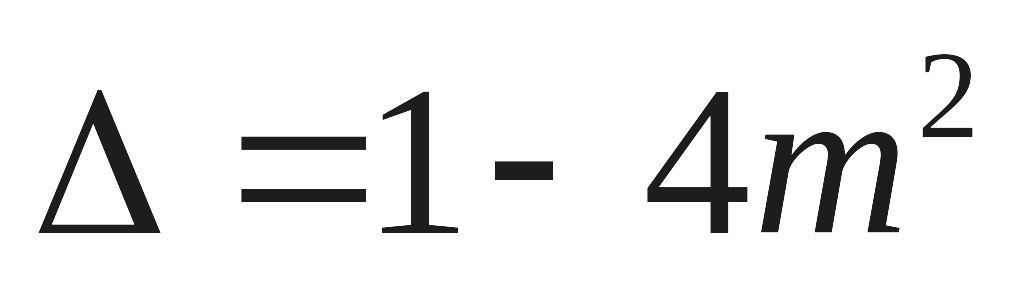 Δ =1- 4m²